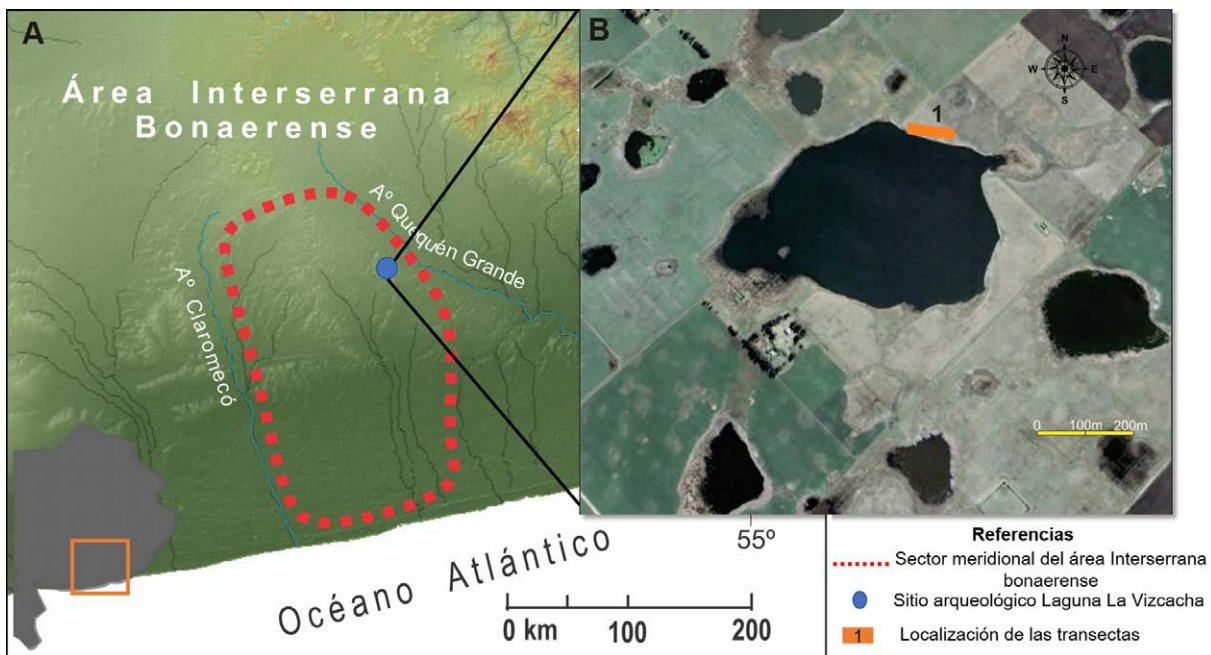 A
Área Interserrana
Bonaerense
Aº Quequén Grande
Aº Claromecó
Océano Atlántico
0 km 100 200
55º
B
N
W E
S
1
0 100m 200m
Referencias
Sector meridional del área Interserrana
bonaerense
Sitio arqueológico Laguna La Vizcacha
1 Localización de las transectas